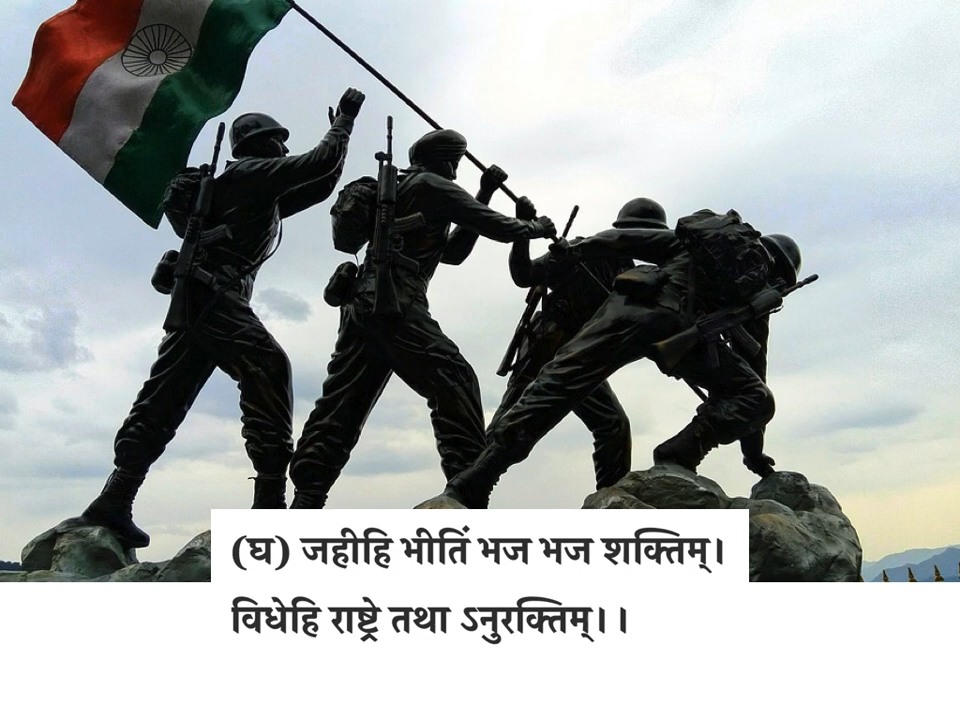 (घ) जहीहि भीतिं भज भज शक्तिम्।
विधेहि राष्ट्रे तथा ऽनुरक्तिम्।।